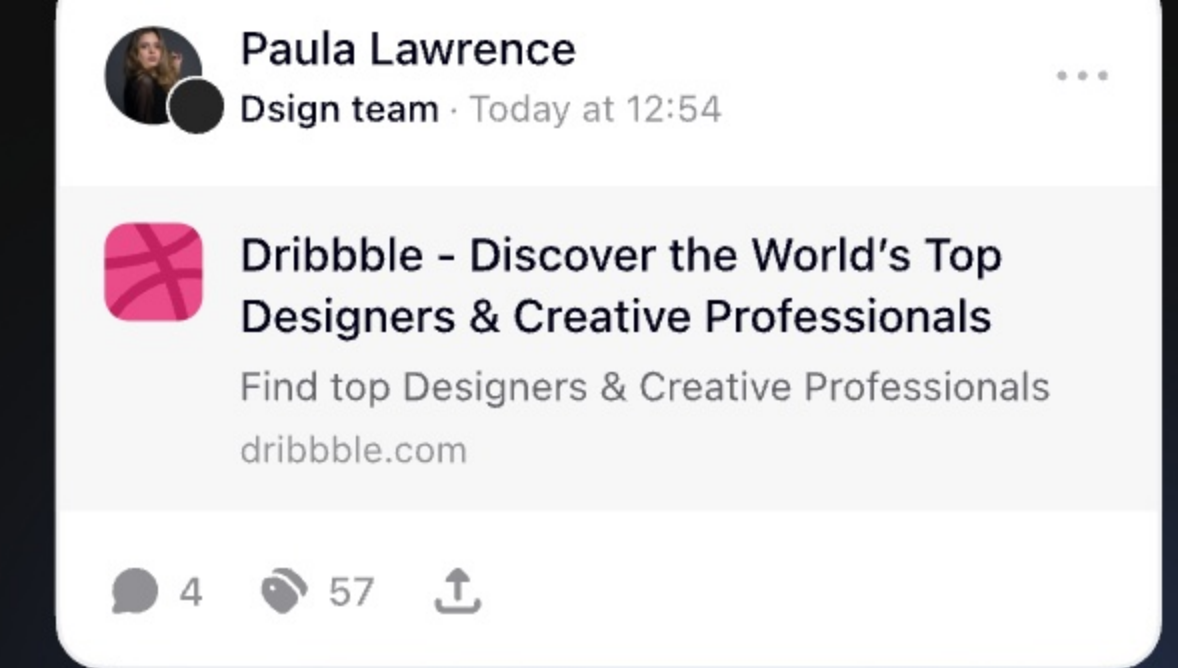 Paula Lawrence
Dsign team · Today at 12:54
Dribbble - Discover the World’s Top
Designers & Creative Professionals
Find top Designers & Creative Professionals
dribbble.com
4 57